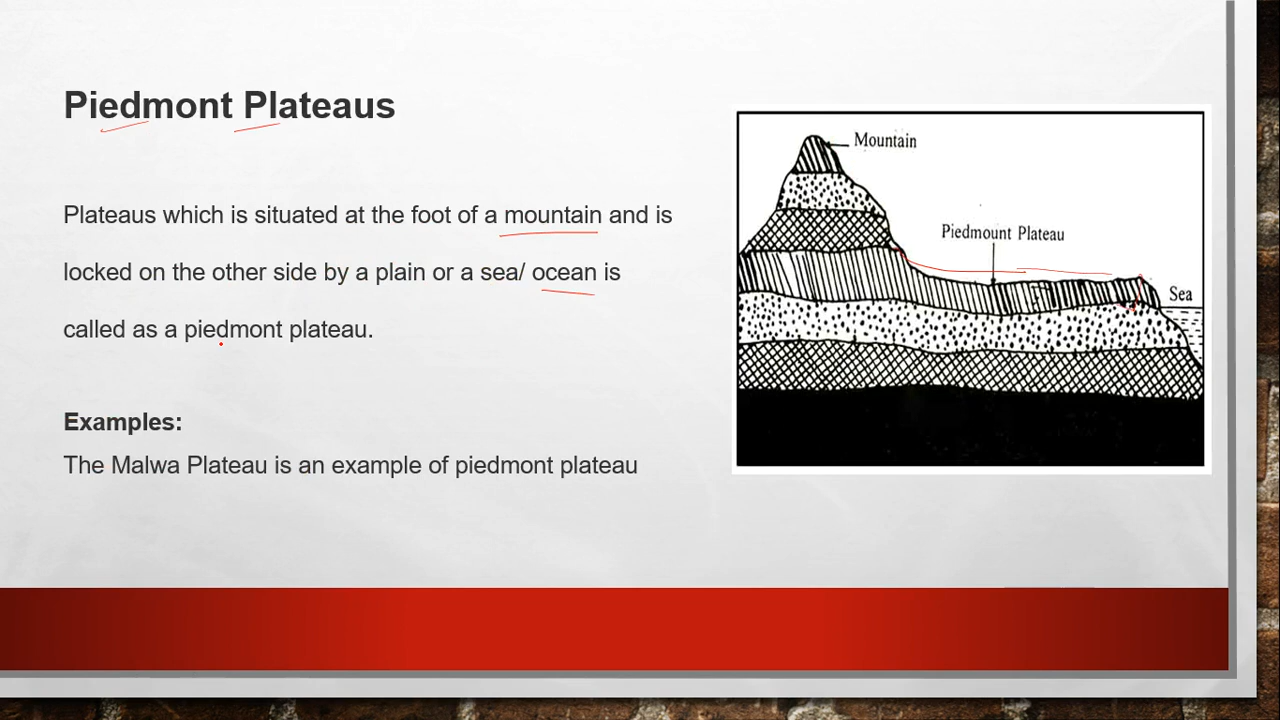 Piedmont Plateaus
Plateaus which is situated at the foot of a mountain and is
locked on the other side by a plain or a sea/ ocean is
called as a piedmont plateau.
Examples:
The Malwa Plateau is an example of piedmont plateau
Mountain
Piedmount Plateau
Sea